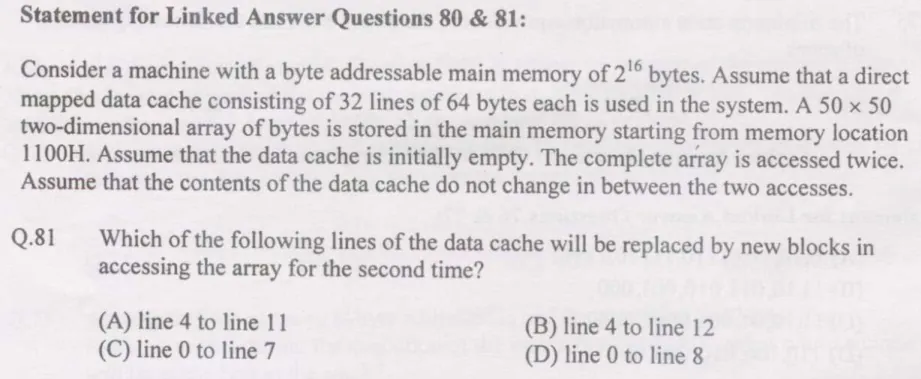 Statement for Linked Answer Questions 80 & 81:
Consider a machine with a byte addressable main memory of 2¹⁶ bytes. Assume that a direct
mapped data cache consisting of 32 lines of 64 bytes each is used in the system. A 50 × 50
two-dimensional array of bytes is stored in the main memory starting from memory location
1100H. Assume that the data cache is initially empty. The complete array is accessed twice.
Assume that the contents of the data cache do not change in between the two accesses.
Q.81 Which of the following lines of the data cache will be replaced by new blocks in
accessing the array for the second time?
(A) line 4 to line 11 (B) line 4 to line 12
(C) line 0 to line 7 (D) line 0 to line 8